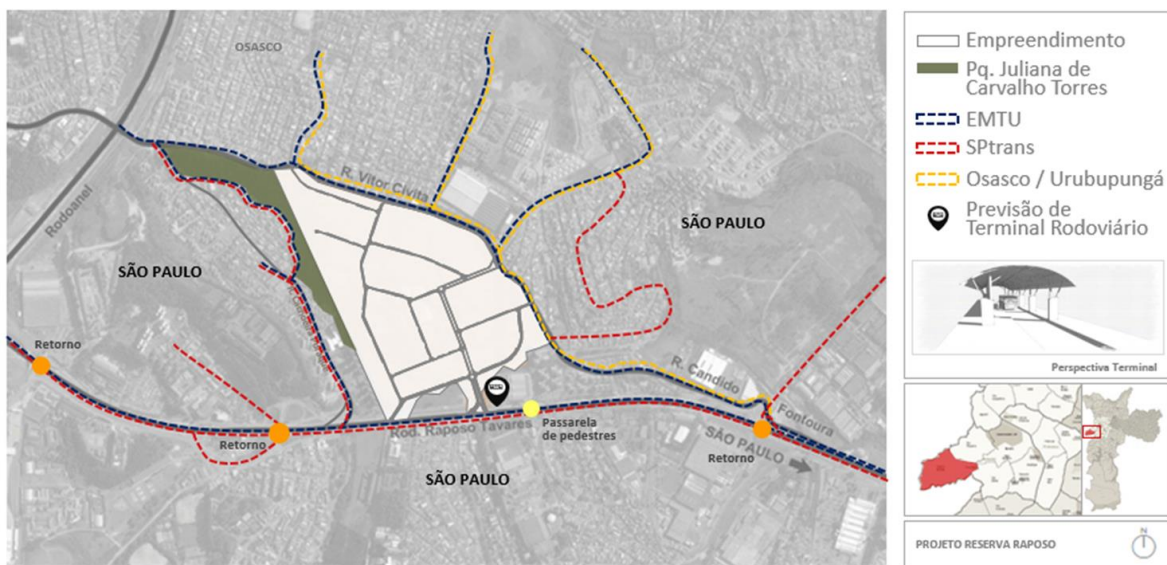 OSASCO
Rodoanel
R. Vitor Civita
SÃO PAULO
SÃO PAULO
Retorno
Retorno
Rod. Raposo Tavares
Passarela
de pedestres
R. Candido
Fontoura
SÃO PAULO
Retorno
SÃO PAULO
Empreendimento
Pq. Juliana de
Carvalho Torres
EMTU
SPtrans
Osasco / Urubupungá
Previsão de
Terminal Rodoviário
Perspectiva Terminal
PROJETO RESERVA RAPOSO
N